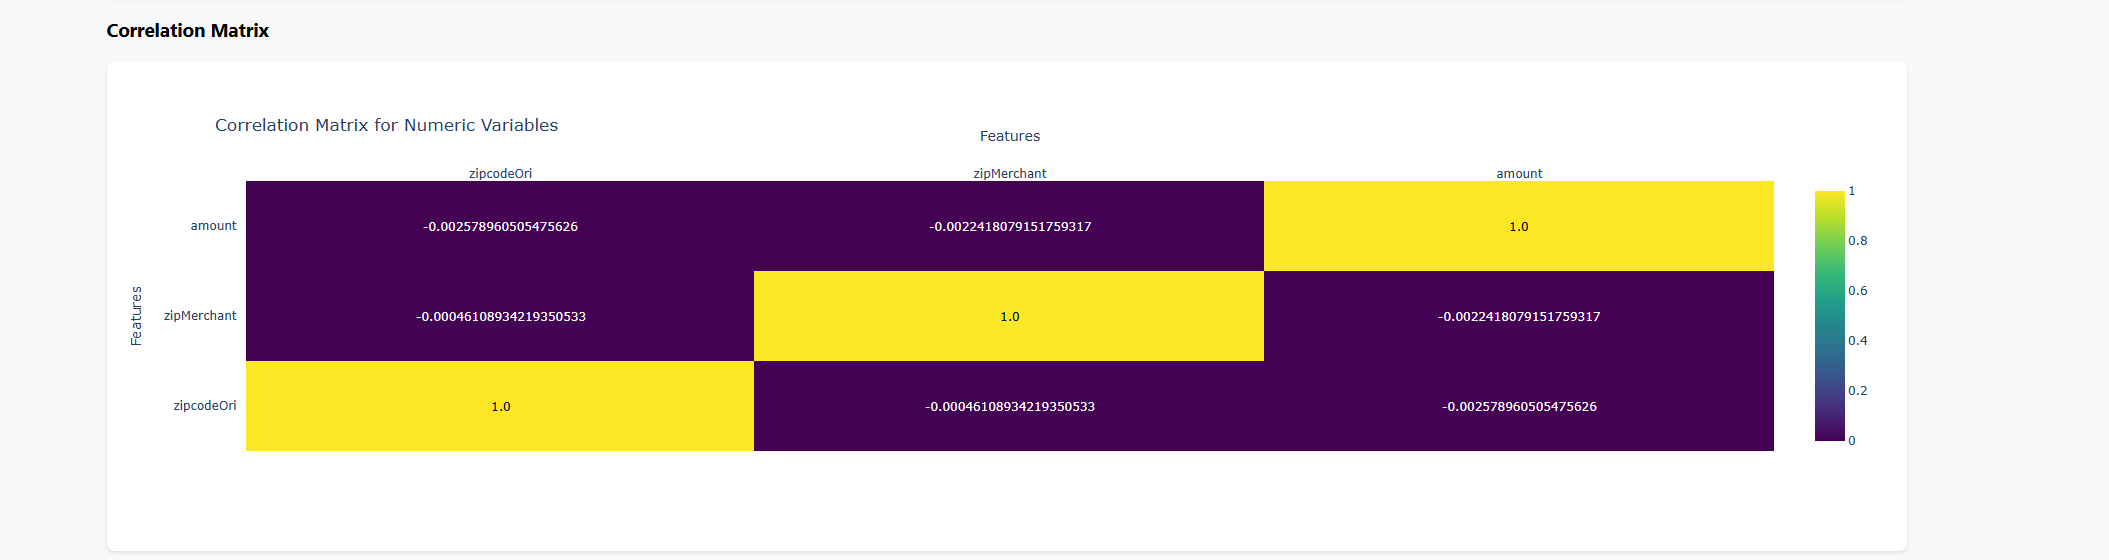 Correlation Matrix
Correlation Matrix for Numeric Variables
Features
zipcodeOri zipMerchant amount
amount -0.002578960505475626 -0.0022418079151759317 1.0
zipMerchant -0.00046108934219350533 1.0 -0.0022418079151759317
zipcodeOri 1.0 -0.00046108934219350533 -0.002578960505475626
Features
1
0.8
0.6
0.4
0.2
0